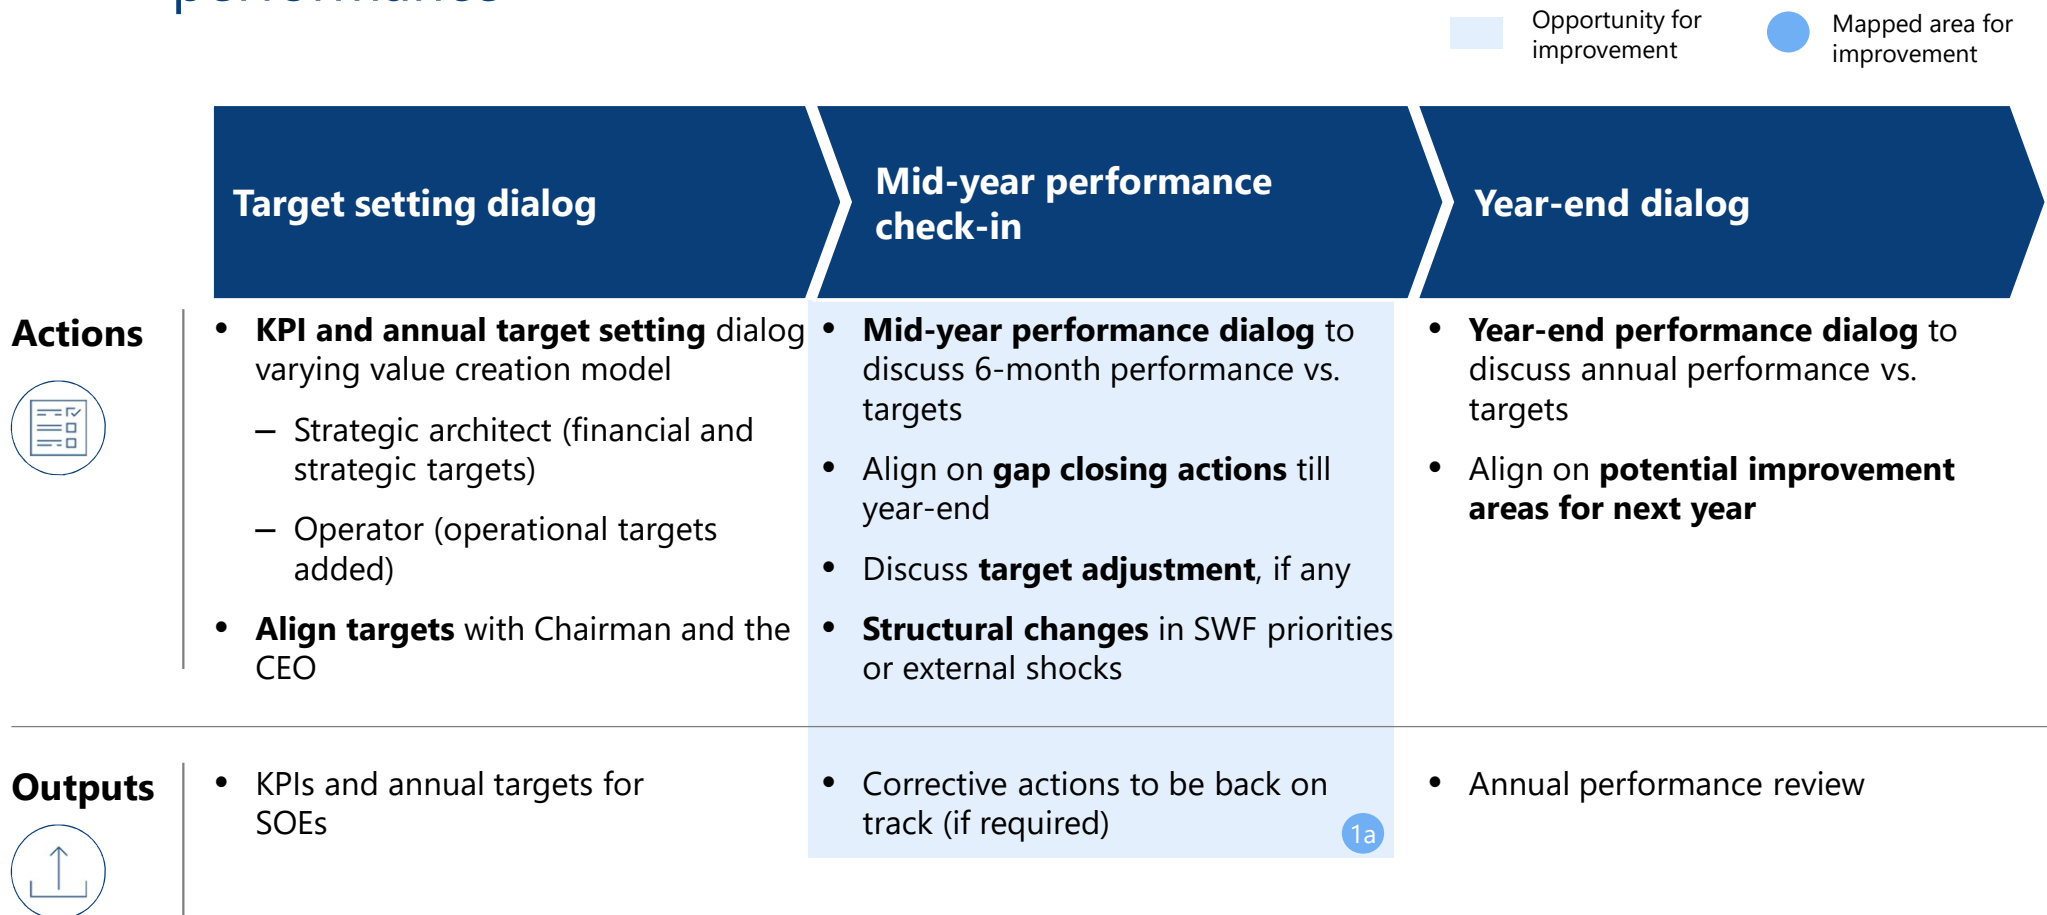 performance
Opportunity for
improvement
Mapped area for
improvement
Target setting dialog
Mid-year performance
check-in
Year-end dialog
Actions
• KPI and annual target setting dialog
varying value creation model
– Strategic architect (financial and
strategic targets)
– Operator (operational targets
added)
• Align targets with Chairman and the
CEO
• Mid-year performance dialog to
discuss 6-month performance vs.
targets
• Align on gap closing actions till
year-end
• Discuss target adjustment, if any
• Structural changes in SWF priorities
or external shocks
• Year-end performance dialog to
discuss annual performance vs.
targets
• Align on potential improvement
areas for next year
Outputs
• KPIs and annual targets for
SOEs
• Corrective actions to be back on
track (if required)
1a
• Annual performance review